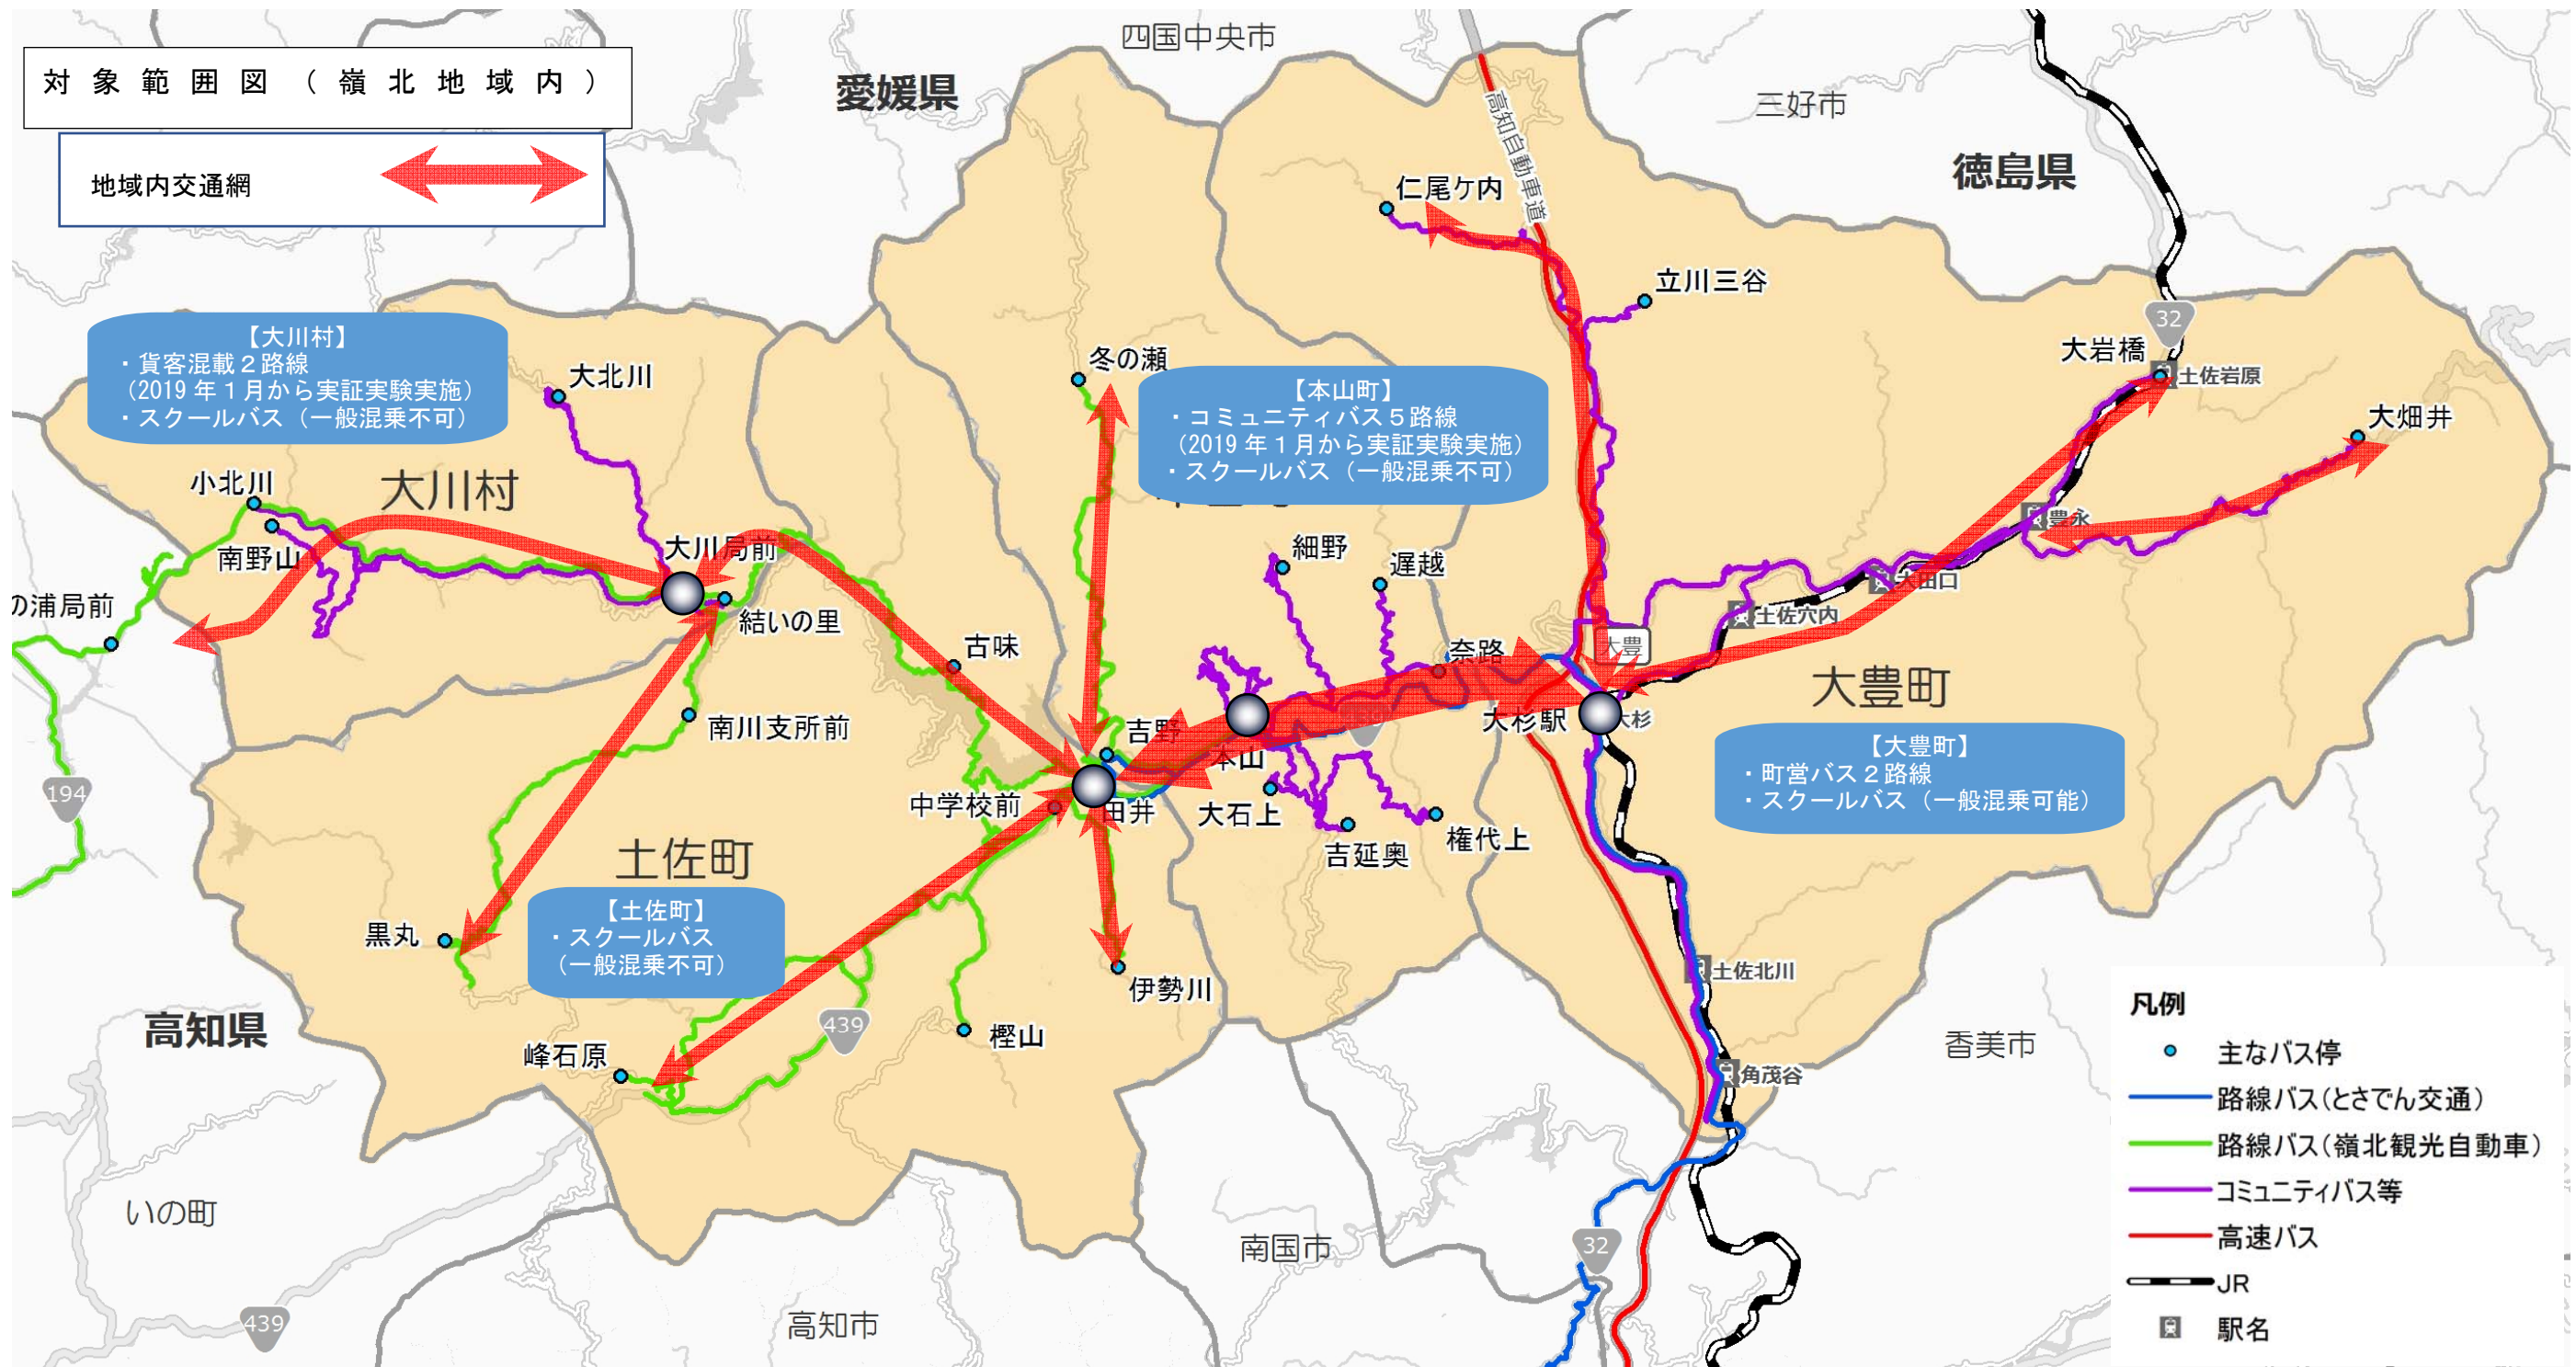 対象範囲図（嶺北地域内）
地域内交通網
四国中央市
愛媛県
三好市
徳島県
高知自動車道
仁尾ケ内
立川三谷
32
大岩橋
土佐岩原
大畑井
豊永
大田口
土佐穴内
【大川村】
・貨客混載２路線
（2019年１月から実証実験実施）
・スクールバス（一般混乗不可）
大北川
冬の瀬
【本山町】
・コミュニティバス５路線
（2019年１月から実証実験実施）
・スクールバス（一般混乗不可）
小北川
大川村
南野山
大川局前
細野
遅越
の浦局前
結いの里
古味
奈路
大豊
大豊町
南川支所前
吉野
本山
大杉駅
大杉
【大豊町】
・町営バス２路線
・スクールバス（一般混乗可能）
194
中学校前
田井
大石上
吉延奥
権代上
土佐町
【土佐町】
・スクールバス
（一般混乗不可）
黒丸
伊勢川
土佐北川
高知県
439
樫山
峰石原
角茂谷
香美市
いの町
南国市
32
439
高知市
凡例
主なバス停
路線バス（とさでん交通）
路線バス（嶺北観光自動車）
コミュニティバス等
高速バス
JR
駅名